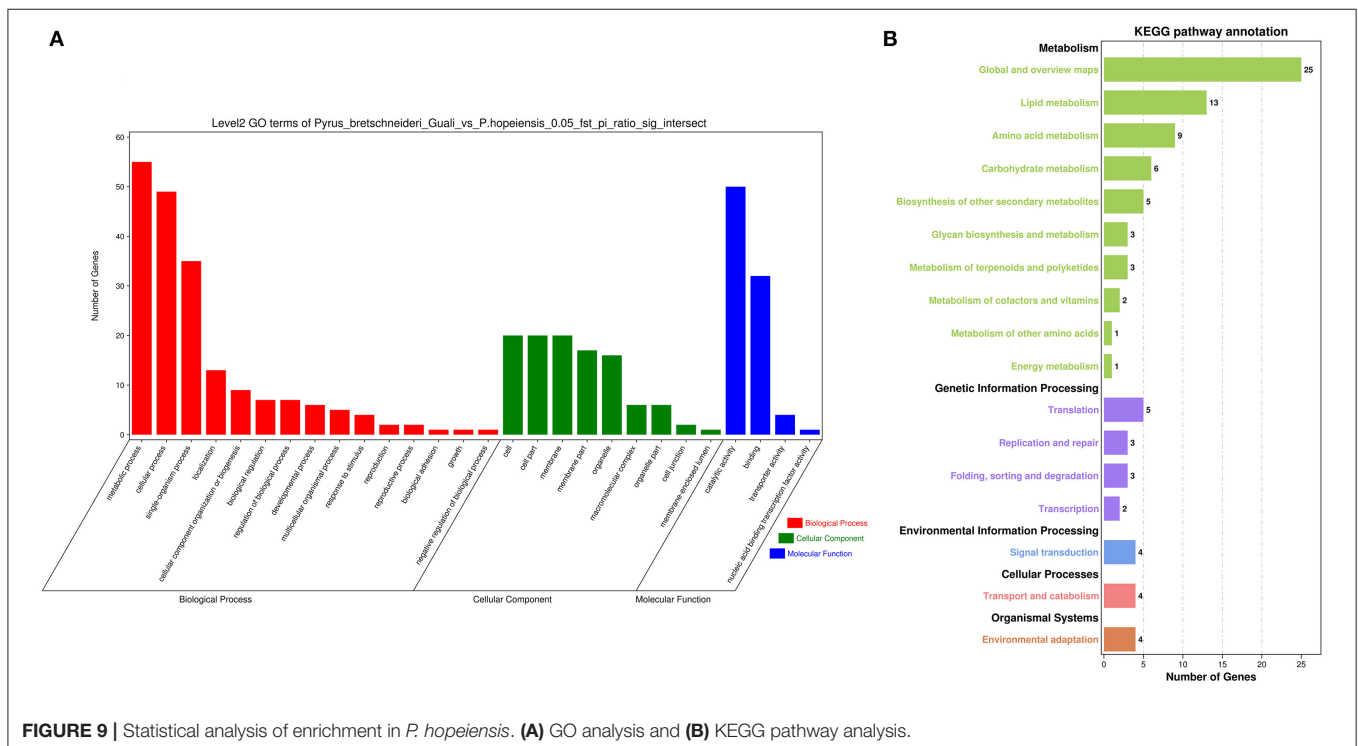 A
Level2 GO terms of Pyrus_bretschneideri_Guali_vs_P.hopeiensis_0.05_fst_pi_ratio_sig_intersect
Number of Genes
60
50
40
30
20
10
0
metabolic process
cellular process
single-organism process
localization
cellular component organization or biogenesis
biological regulation
regulation of biological process
developmental process
multicellular organismal process
response to stimulus
reproduction
reproductive process
biological adhesion
growth
negative regulation of biological process
cell
cell part
membrane
membrane part
organelle
macromolecular complex
organelle part
cell junction
membrane-enclosed lumen
catalytic activity
binding
transporter activity
nucleic acid binding transcription factor activity
Biological Process
Cellular Component
Molecular Function
Biological Process
Cellular Component
Molecular Function
B
KEGG pathway annotation
Metabolism
Global and overview maps 25
Lipid metabolism 13
Amino acid metabolism 9
Carbohydrate metabolism 6
Biosynthesis of other secondary metabolites 5
Glycan biosynthesis and metabolism 3
Metabolism of terpenoids and polyketides 3
Metabolism of cofactors and vitamins 2
Metabolism of other amino acids 1
Energy metabolism 1
Genetic Information Processing
Translation 5
Replication and repair 3
Folding, sorting and degradation 3
Transcription 2
Environmental Information Processing
Signal transduction 4
Cellular Processes
Transport and catabolism 4
Organismal Systems
Environmental adaptation 4
0 5 10 15 20 25
Number of Genes
FIGURE 9 | Statistical analysis of enrichment in P. hopeiensis. (A) GO analysis and (B) KEGG pathway analysis.